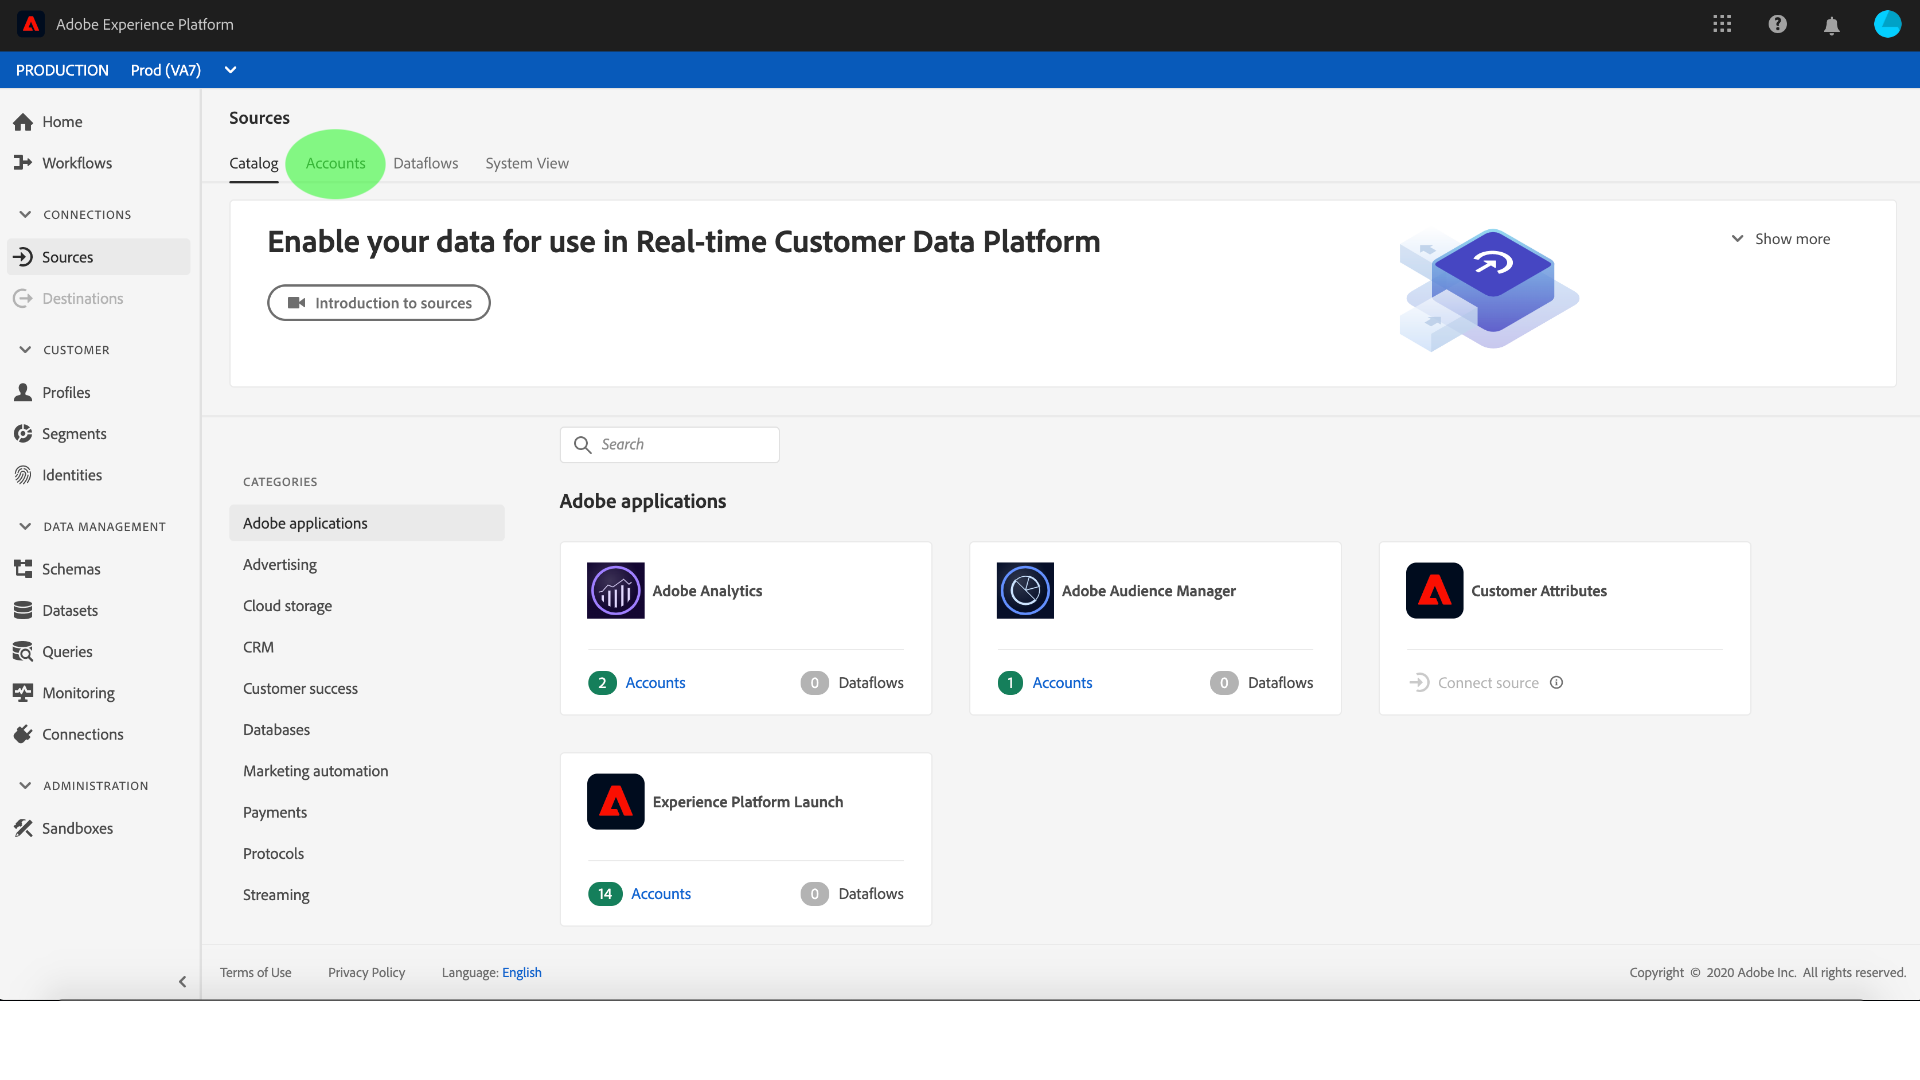 Adobe Experience Platform
PRODUCTION Prod (VA7)
Home
Workflows
CONNECTIONS
Sources
Destinations
CUSTOMER
Profiles
Segments
Identities
DATA MANAGEMENT
Schemas
Datasets
Queries
Monitoring
Connections
ADMINISTRATION
Sandboxes
Sources
Catalog Accounts Dataflows System View
Enable your data for use in Real-time Customer Data Platform
Show more
Introduction to sources
Search
CATEGORIES
Adobe applications
Advertising
Cloud storage
CRM
Customer success
Databases
Marketing automation
Payments
Protocols
Streaming
Adobe applications
Adobe Analytics
2 Accounts 0 Dataflows
Adobe Audience Manager
1 Accounts 0 Dataflows
Customer Attributes
Connect source
Experience Platform Launch
14 Accounts 0 Dataflows
Terms of Use Privacy Policy Language: English
Copyright © 2020 Adobe Inc. All rights reserved.